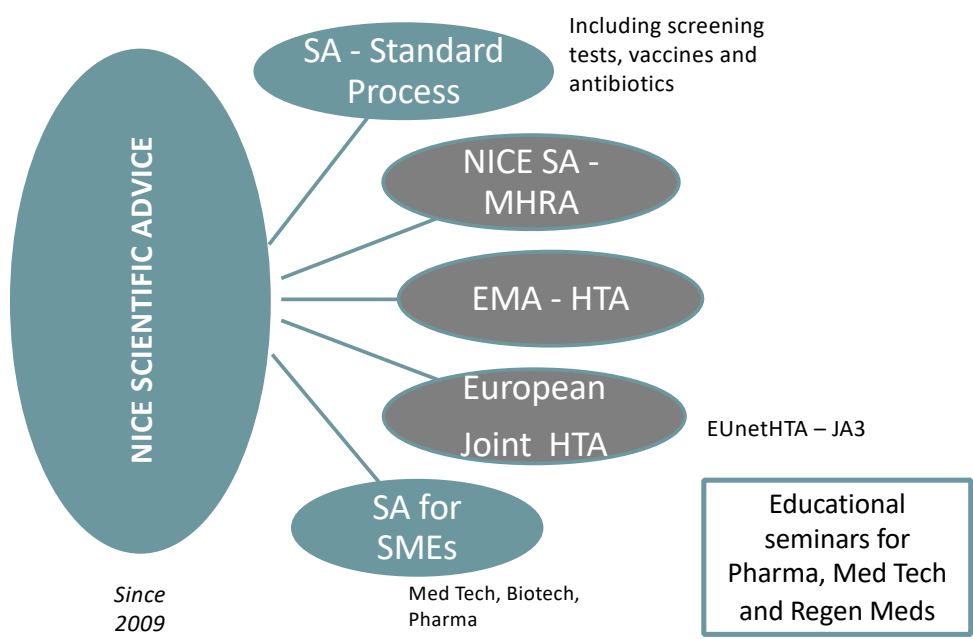 NICE SCIENTIFIC ADVICE
Since
2009
SA - Standard
Process
Including screening
tests, vaccines and
antibiotics
NICE SA -
MHRA
EMA - HTA
European
Joint HTA
EUnetHTA – JA3
SA for
SMEs
Med Tech, Biotech,
Pharma
Educational
seminars for
Pharma, Med Tech
and Regen Meds